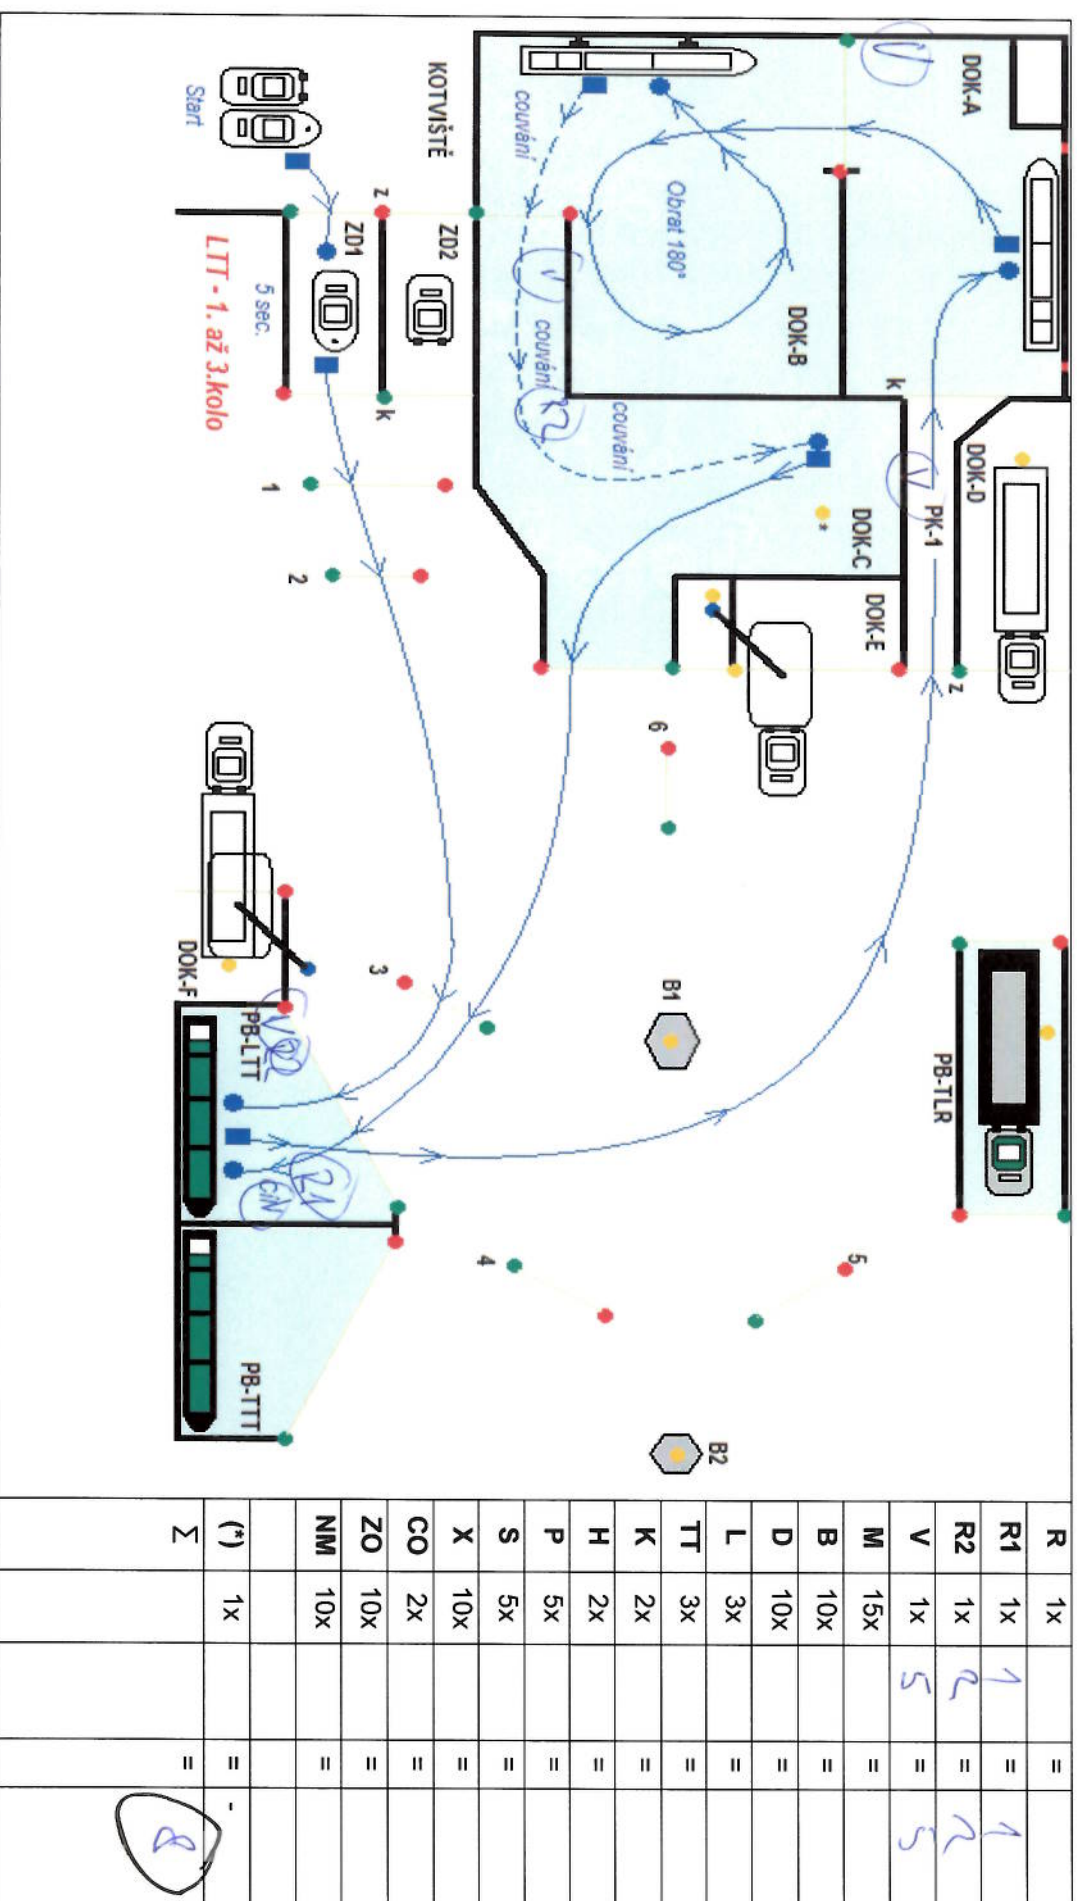 DOK-A
V
KOTVIŠTĚ
couvání
Start
Obrat 180°
z
ZD1
ZD2
5 sec.
LTT - 1. až 3.kolo
V
couvání
R2
couvání
DOK-B
k
k
V
PK-1
DOK-D
DOK-C
*
DOK-E
z
1
2
6
3
DOK-F
PB-LTT
B1
PB-TLR
R1
CIN
4
5
PB-TTT
B2
R 1x =
R1 1x 1 = 1
R2 1x 2 = 2
V 1x 5 = 5
M 15x =
B 10x =
D 10x =
L 3x =
TT 3x =
K 2x =
H 2x =
P 5x =
S 5x =
X 10x =
CO 2x =
ZO 10x =
NM 10x =
(*) 1x = -
Σ = 8